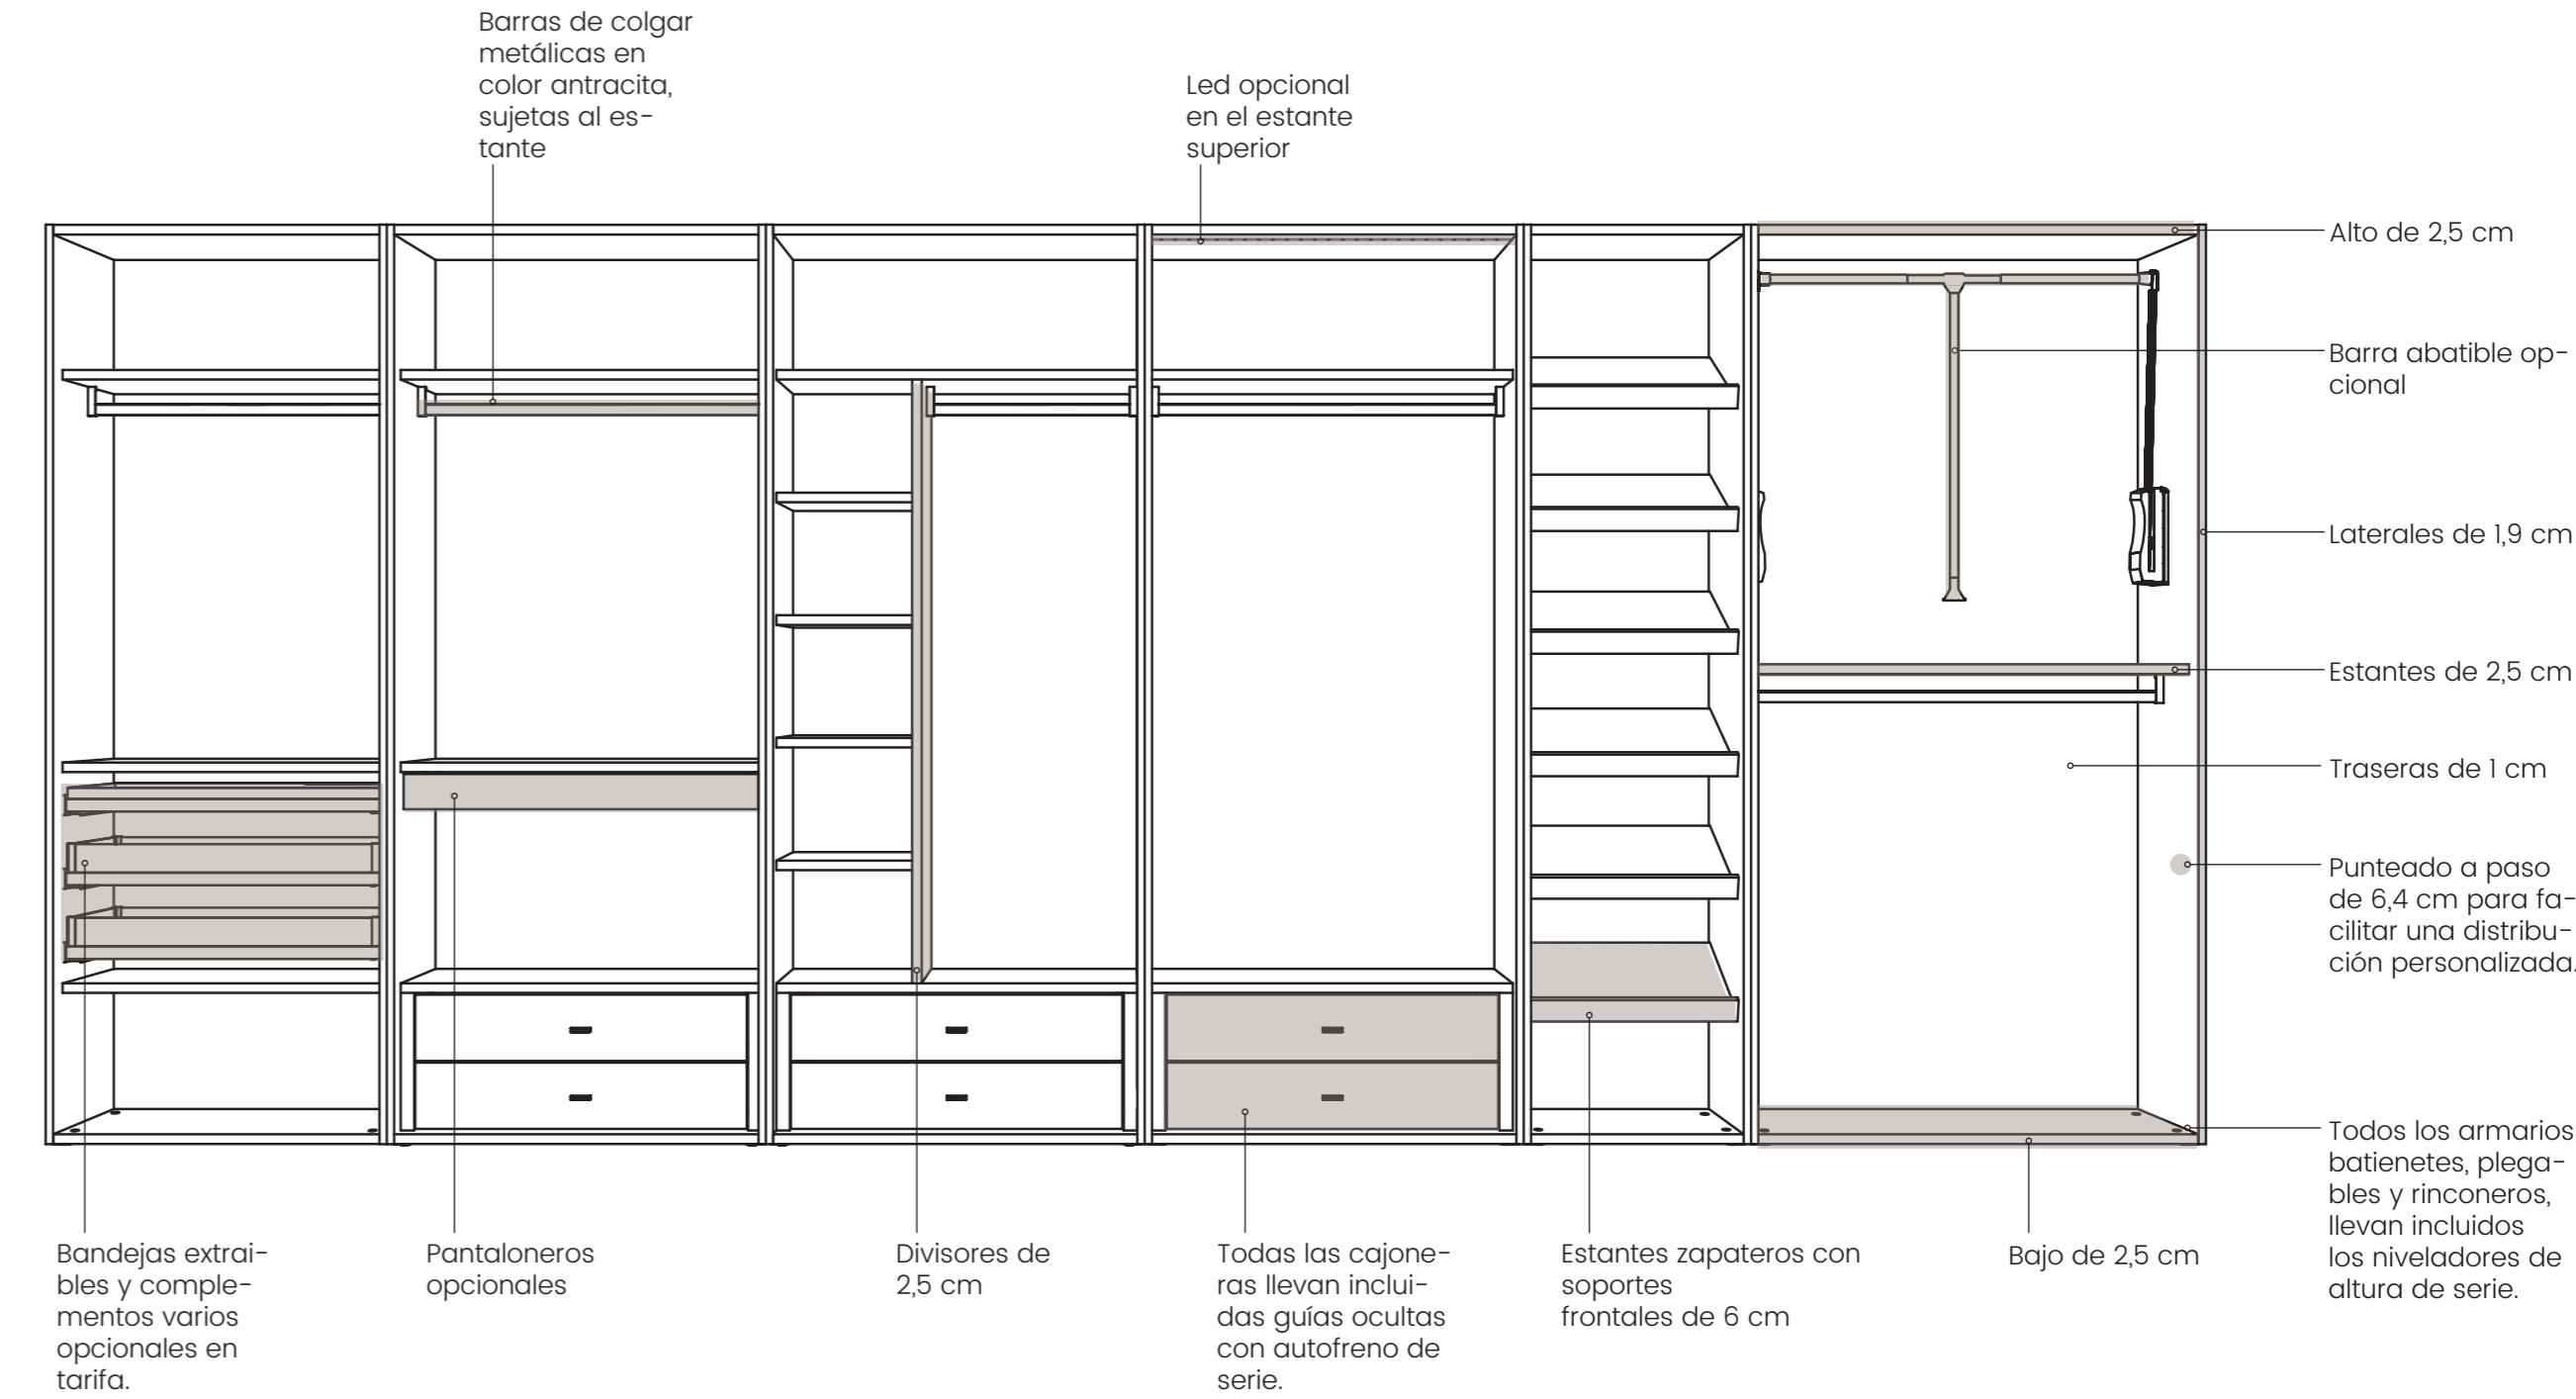 Barras de colgar
metálicas en
color antracita,
sujetas al es-
tante
Led opcional
en el estante
superior
Alto de 2,5 cm
Barra abatible op-
cional
Laterales de 1,9 cm
Estantes de 2,5 cm
Traseras de 1 cm
Punteado a paso
de 6,4 cm para fa-
cilitar una distribu-
ción personalizada.
Todos los armarios
batienetes, plega-
bles y rinconeros,
llevan incluidos
los niveladores de
altura de serie.
Bandejas extrai-
bles y comple-
mentos varios
opcionales en
tarifa.
Pantaloneros
opcionales
Divisores de
2,5 cm
Todas las cajone-
ras llevan inclui-
das guías ocultas
con autofreno de
serie.
Estantes zapateros con
soportes
frontales de 6 cm
Bajo de 2,5 cm